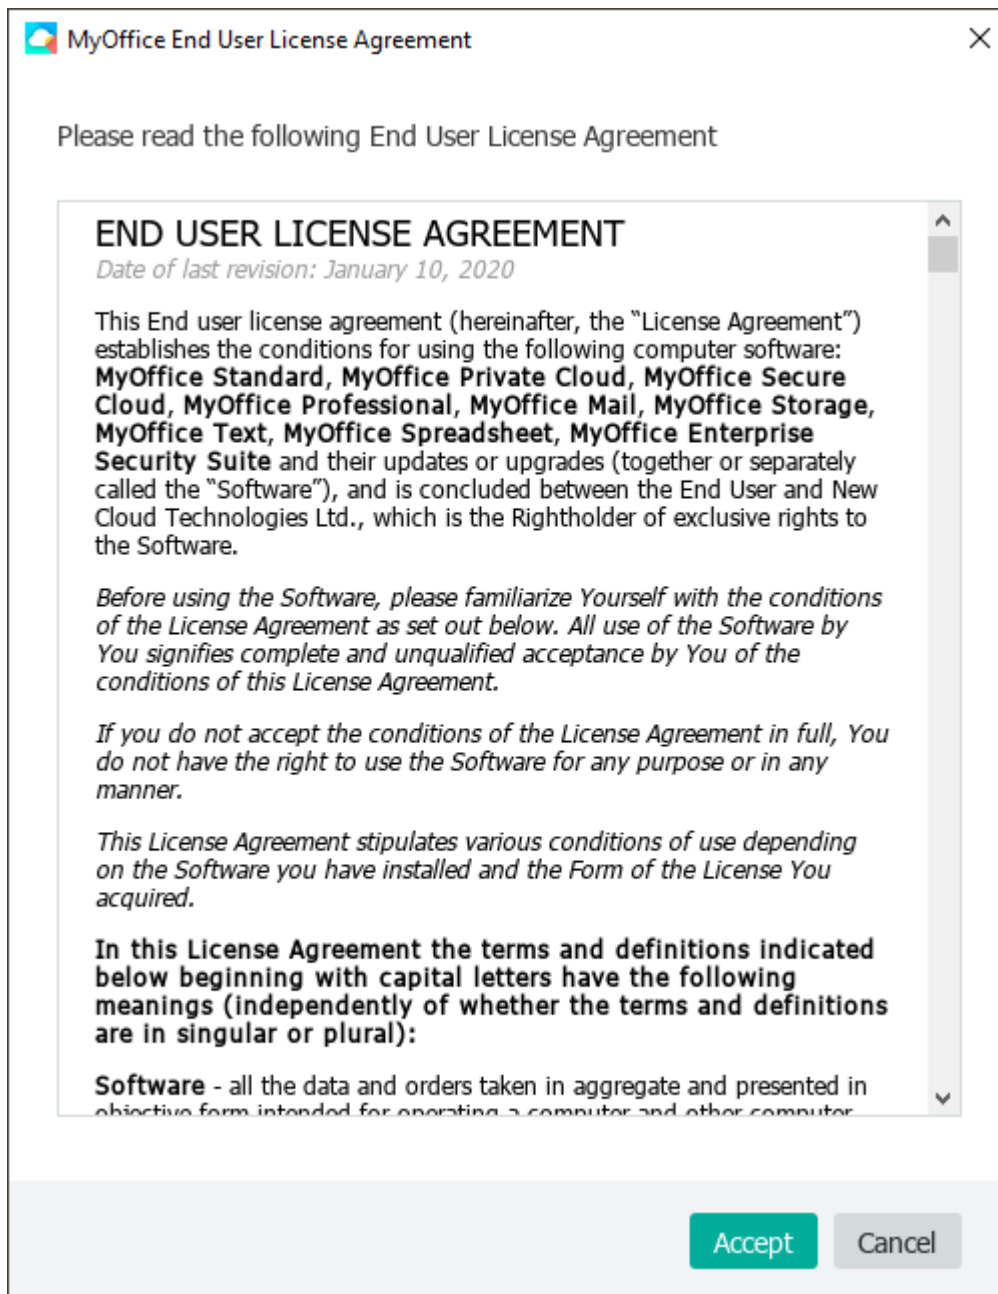 MyOffice End User License Agreement
Please read the following End User License Agreement
END USER LICENSE AGREEMENT
Date of last revision: January 10, 2020
This End user license agreement (hereinafter, the “License Agreement”)
establishes the conditions for using the following computer software:
MyOffice Standard, MyOffice Private Cloud, MyOffice Secure
Cloud, MyOffice Professional, MyOffice Mail, MyOffice Storage,
MyOffice Text, MyOffice Spreadsheet, MyOffice Enterprise
Security Suite and their updates or upgrades (together or separately
called the “Software”), and is concluded between the End User and New
Cloud Technologies Ltd., which is the Rightholder of exclusive rights to
the Software.
Before using the Software, please familiarize Yourself with the conditions
of the License Agreement as set out below. All use of the Software by
You signifies complete and unqualified acceptance by You of the
conditions of this License Agreement.
If you do not accept the conditions of the License Agreement in full, You
do not have the right to use the Software for any purpose or in any
manner.
This License Agreement stipulates various conditions of use depending
on the Software you have installed and the Form of the License You
acquired.
In this License Agreement the terms and definitions indicated
below beginning with capital letters have the following
meanings (independently of whether the terms and definitions
are in singular or plural):
Software - all the data and orders taken in aggregate and presented in
objective form intended for operating a computer and other computer
Accept
Cancel